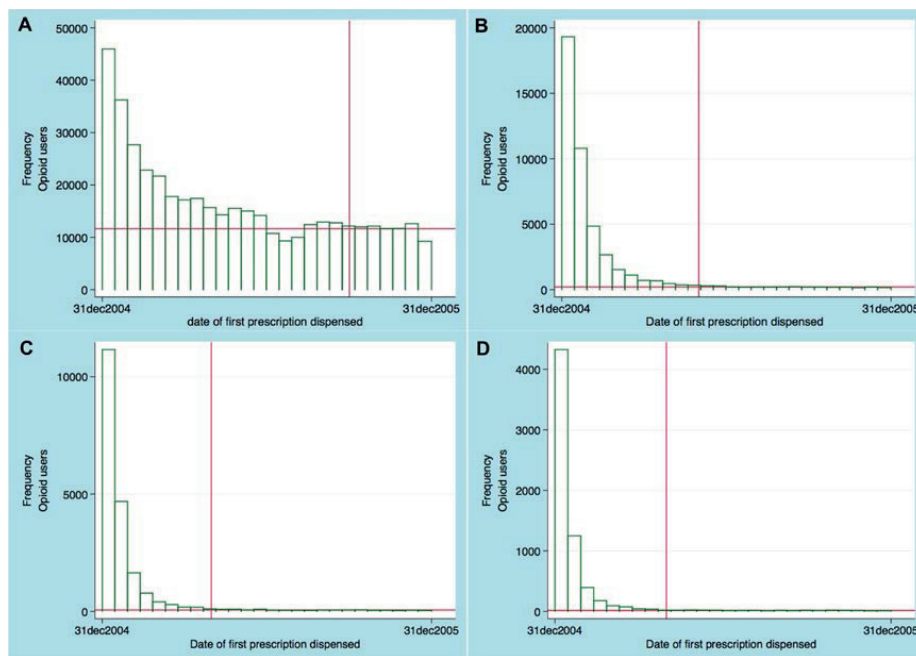 A
Frequency
Opioid users
50000
40000
30000
20000
10000
0
31dec2004
31dec2005
date of first prescription dispensed
B
Frequency
Opioid users
20000
15000
10000
5000
0
31dec2004
31dec2005
Date of first prescription dispensed
C
Frequency
Opioid users
10000
5000
0
31dec2004
31dec2005
Date of first prescription dispensed
D
Frequency
Opioid users
4000
3000
2000
1000
0
31dec2004
31dec2005
Date of first prescription dispensed